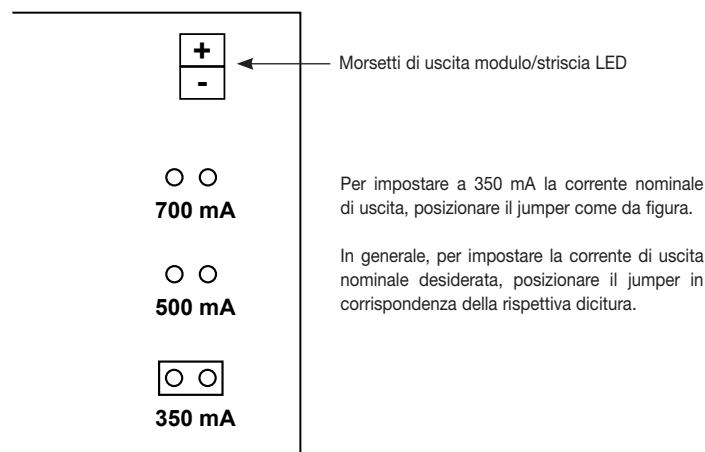 +
Morsetti di uscita modulo/striscia LED
-
700 mA
Per impostare a 350 mA la corrente nominale
di uscita, posizionare il jumper come da figura.
In generale, per impostare la corrente di uscita
nominale desiderata, posizionare il jumper in
corrispondenza della rispettiva dicitura.
500 mA
350 mA